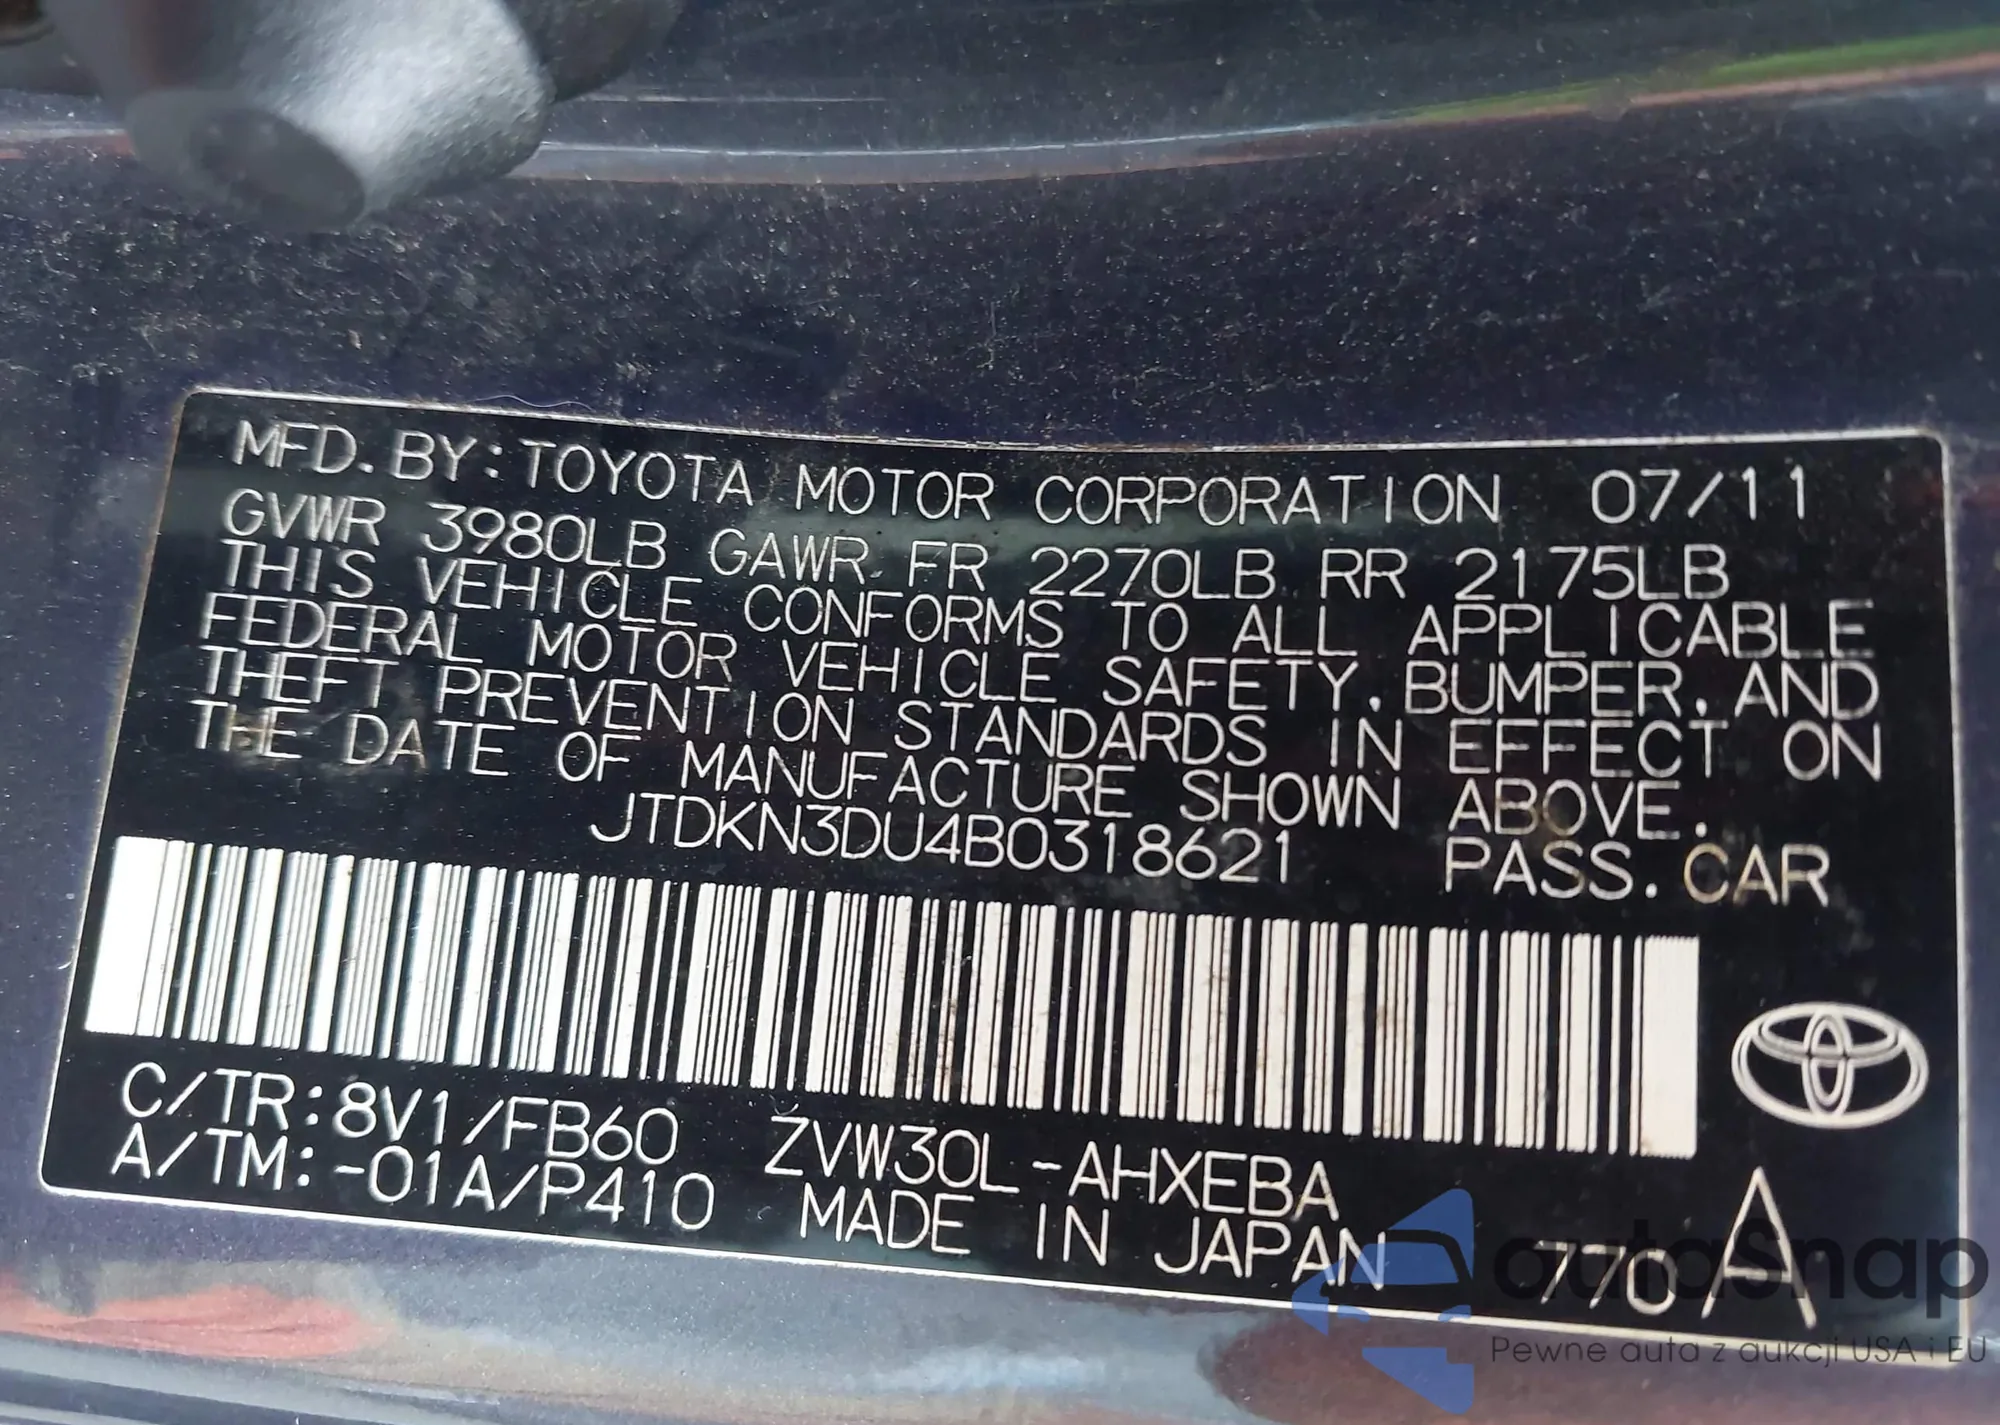 MFD. BY: TOYOTA MOTOR CORPORATION 07/11
GVWR 3980LB GAWR FR 2270LB RR 2175LB
THIS VEHICLE CONFORMS TO ALL APPLICABLE
FEDERAL MOTOR VEHICLE SAFETY, BUMPER, AND
THEFT PREVENTION STANDARDS IN EFFECT ON
THE DATE OF MANUFACTURE SHOWN ABOVE.
JTDKN3DU4B0318621 PASS. CAR
C/TR: 8V1/FB60 ZVW30L-AHXEBA
A/TM: -01A/P410 MADE IN JAPAN 770 A
autosnap
Pewne auta z aukcji USA i EU